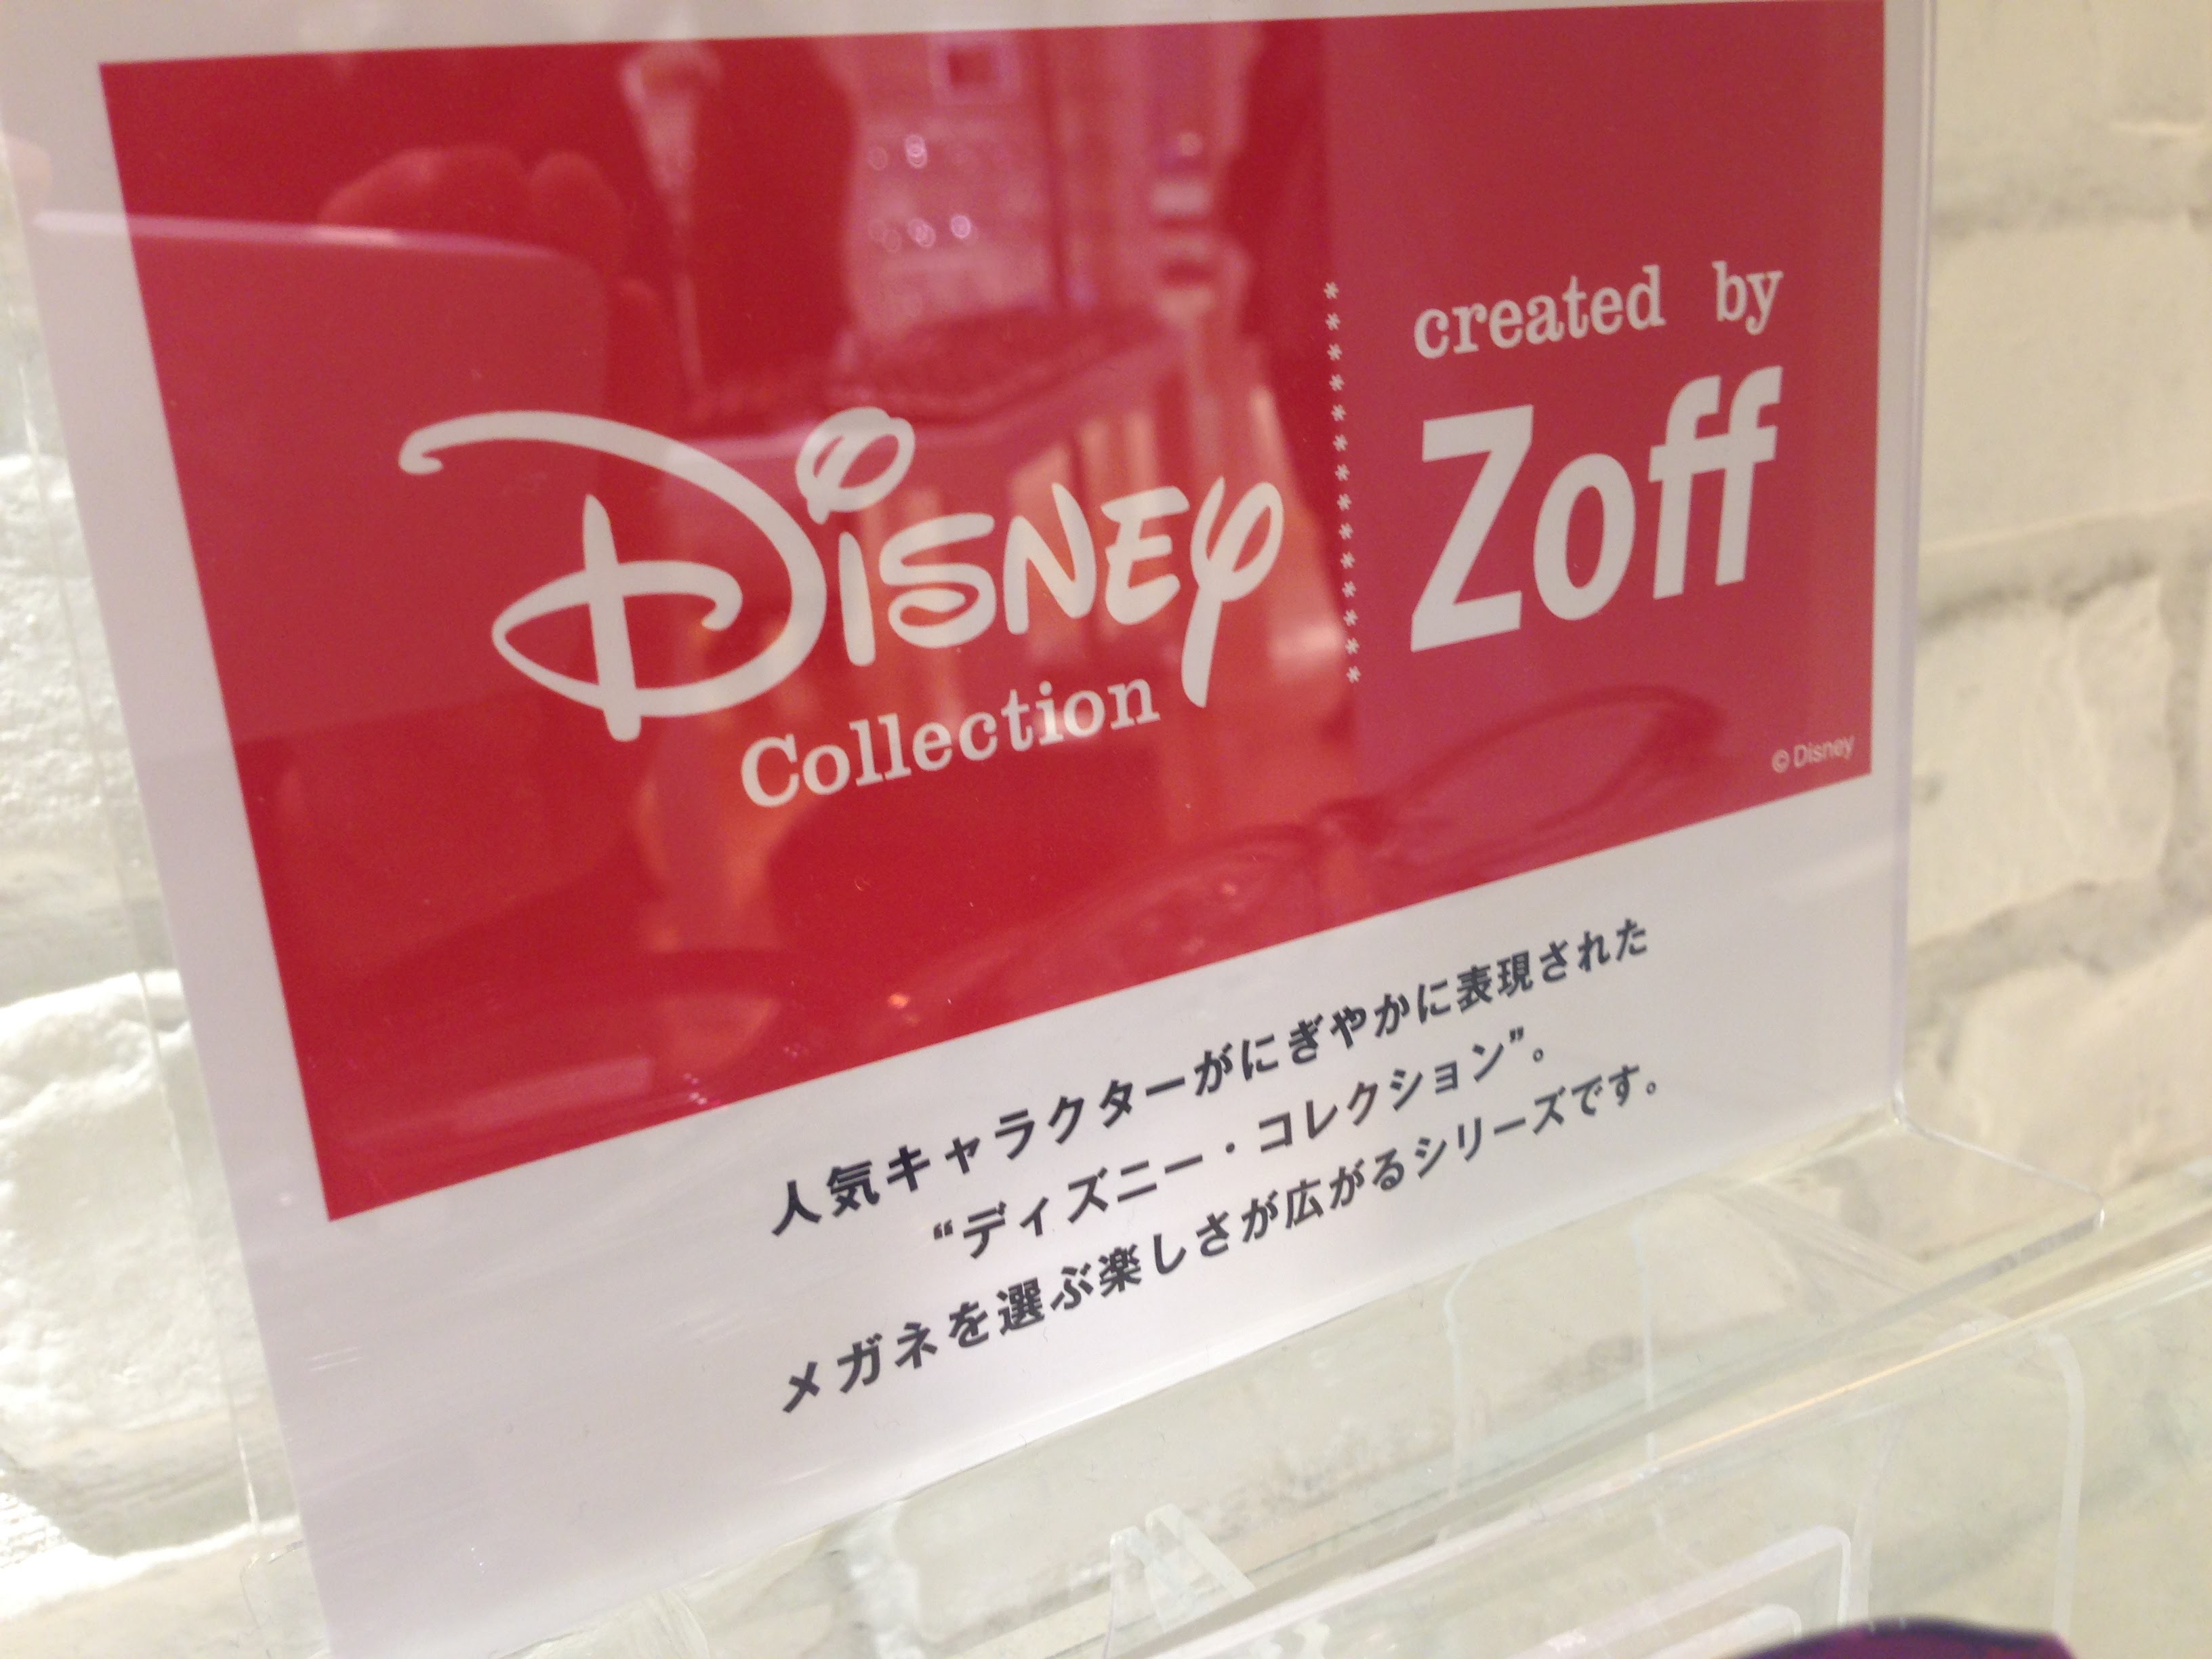 Disney
Collection
created by
Zoff
© Disney
人気キャラクターがにぎやかに表現された
“ディズニー・コレクション”。
メガネを選ぶ楽しさが広がるシリーズです。